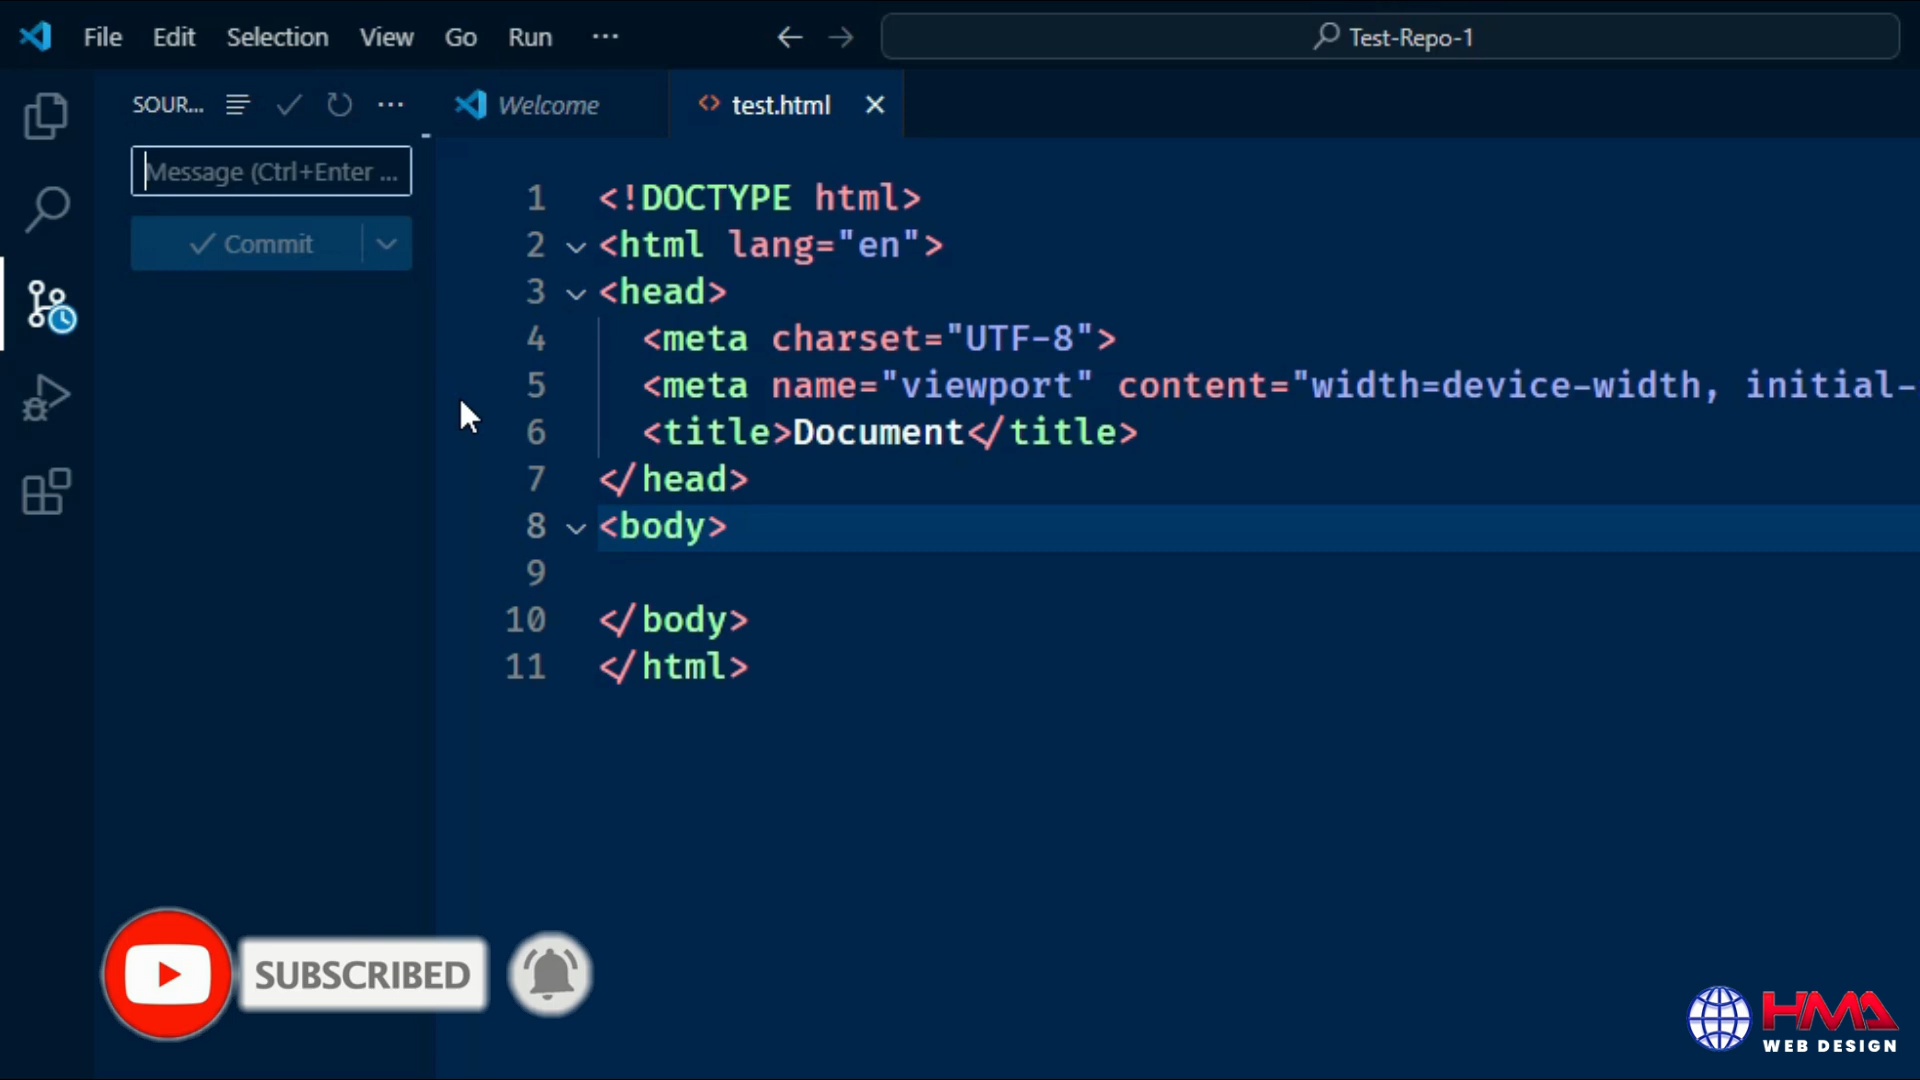 File Edit Selection View Go Run ··· Test-Repo-1
SOUR... Welcome test.html
Message (Ctrl+Enter ...
Commit
1 <!DOCTYPE html>
2 <html lang="en">
3 <head>
4 <meta charset="UTF-8">
5 <meta name="viewport" content="width=device-width, initial-
6 <title>Document</title>
7 </head>
8 <body>
9
10 </body>
11 </html>
SUBSCRIBED
HMA
WEB DESIGN